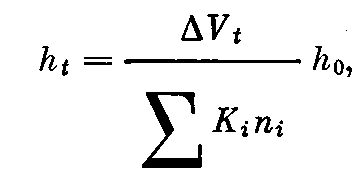 h_t = \frac{\Delta V_t}{\sum K_i n_i} h_0,